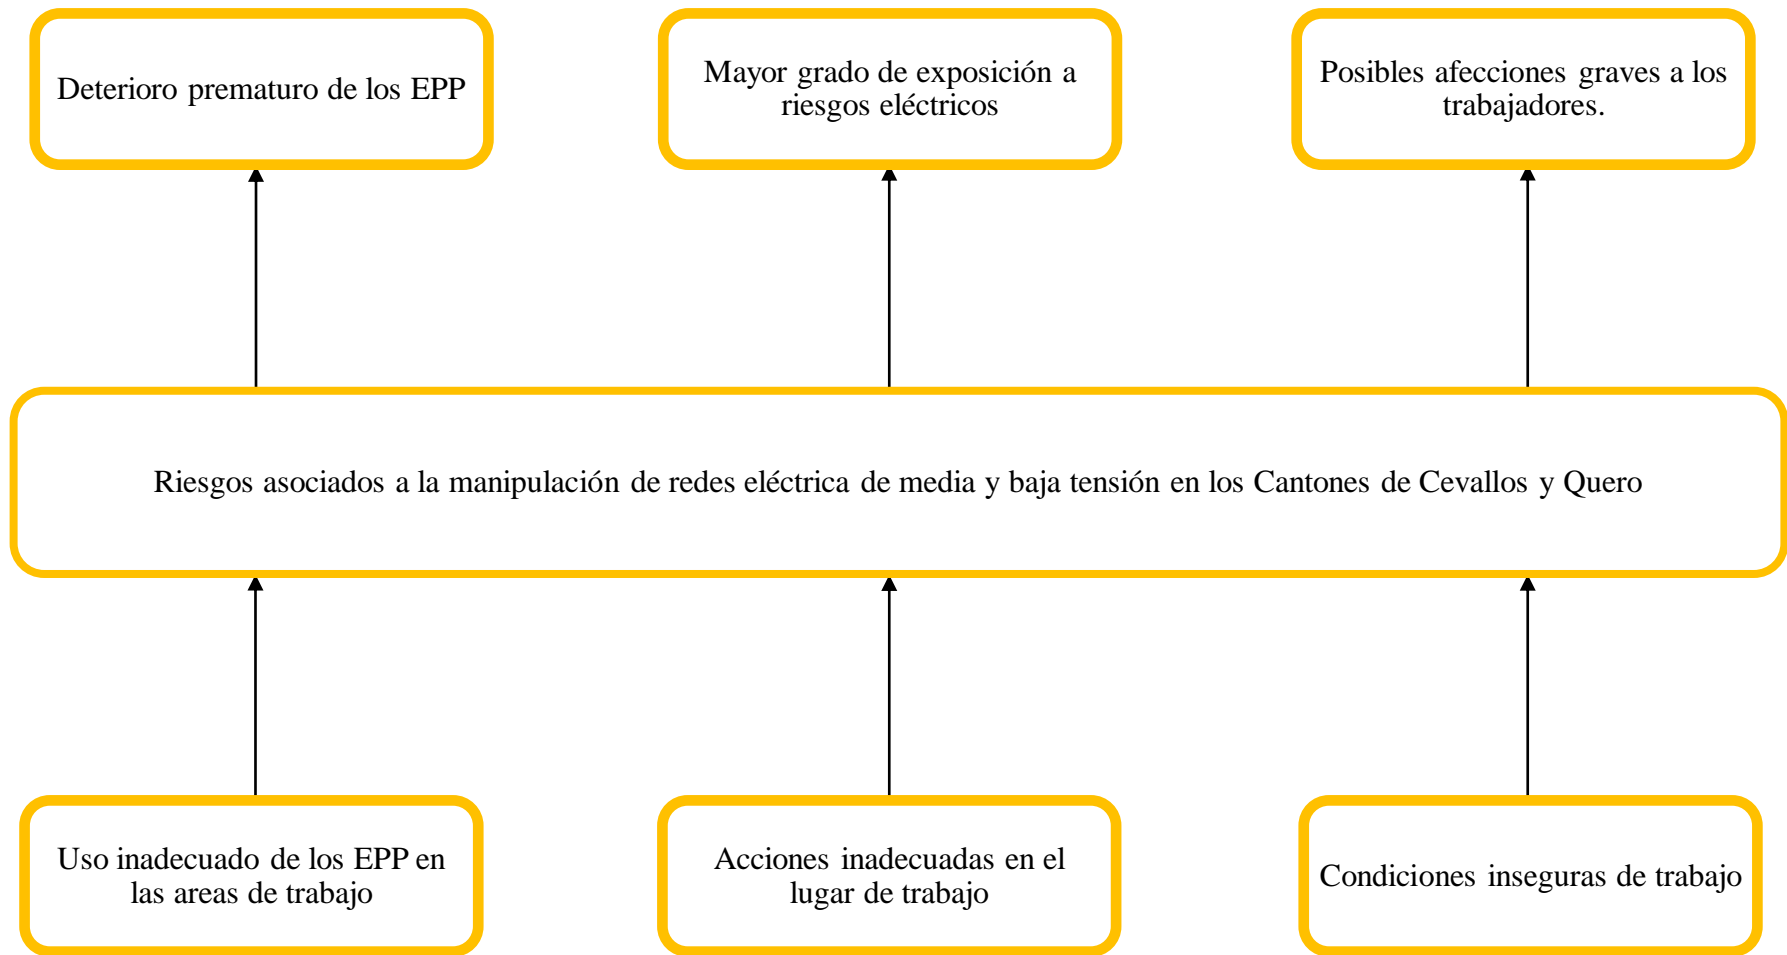 Deterioro prematuro de los EPP
Mayor grado de exposición a
riesgos eléctricos
Posibles afecciones graves a los
trabajadores.
Riesgos asociados a la manipulación de redes eléctrica de media y baja tensión en los Cantones de Cevallos y Quero
Uso inadecuado de los EPP en
las areas de trabajo
Acciones inadecuadas en el
lugar de trabajo
Condiciones inseguras de trabajo